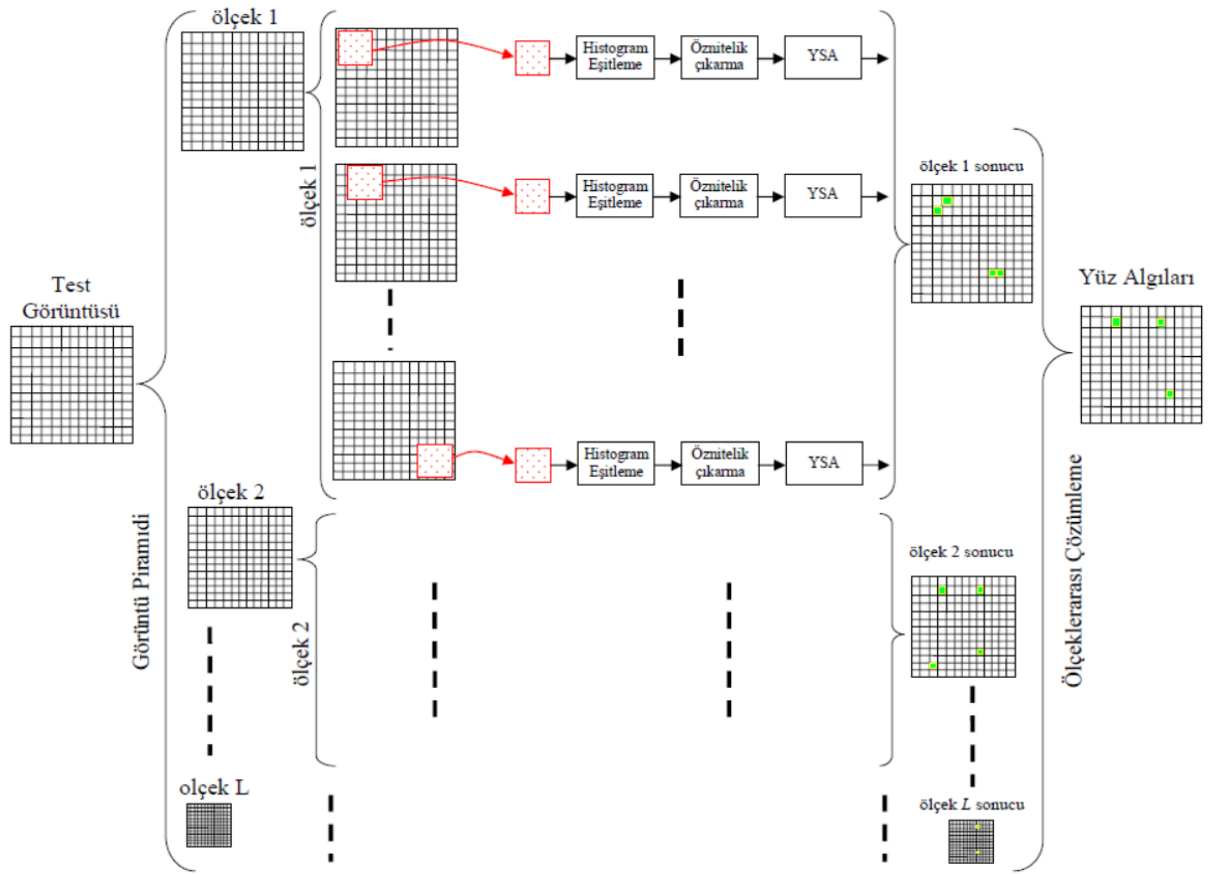 ölçek 1
Test
Görüntüsü
Görüntü Piramidi
ölçek 1
Histogram
Eşitleme
Öznitelik
çıkarma
YSA
Histogram
Eşitleme
Öznitelik
çıkarma
YSA
Histogram
Eşitleme
Öznitelik
çıkarma
YSA
ölçek 1 sonucu
Yüz Algıları
ölçek 2
ölçek 2
ölçek 2 sonucu
Ölçeklerarası Çözümleme
olçek L
ölçek L sonucu